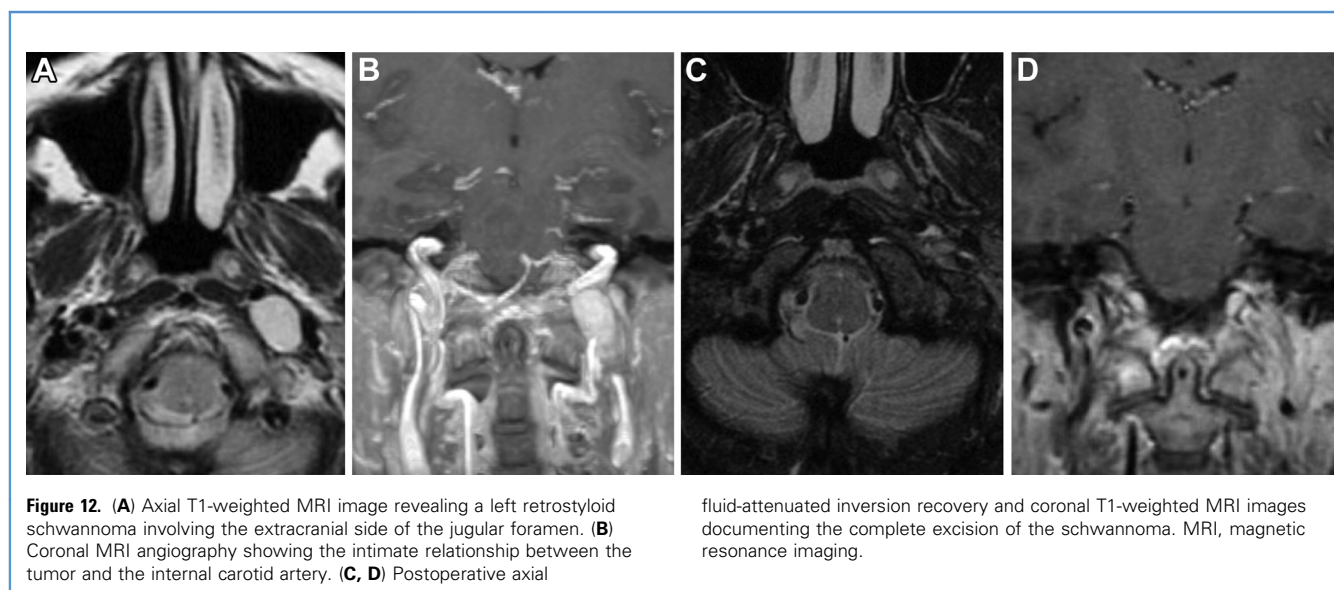 A
B
C
D
Figure 12. (A) Axial T1-weighted MRI image revealing a left retrostyloid
schwannoma involving the extracranial side of the jugular foramen. (B)
Coronal MRI angiography showing the intimate relationship between the
tumor and the internal carotid artery. (C, D) Postoperative axial
fluid-attenuated inversion recovery and coronal T1-weighted MRI images
documenting the complete excision of the schwannoma. MRI, magnetic
resonance imaging.